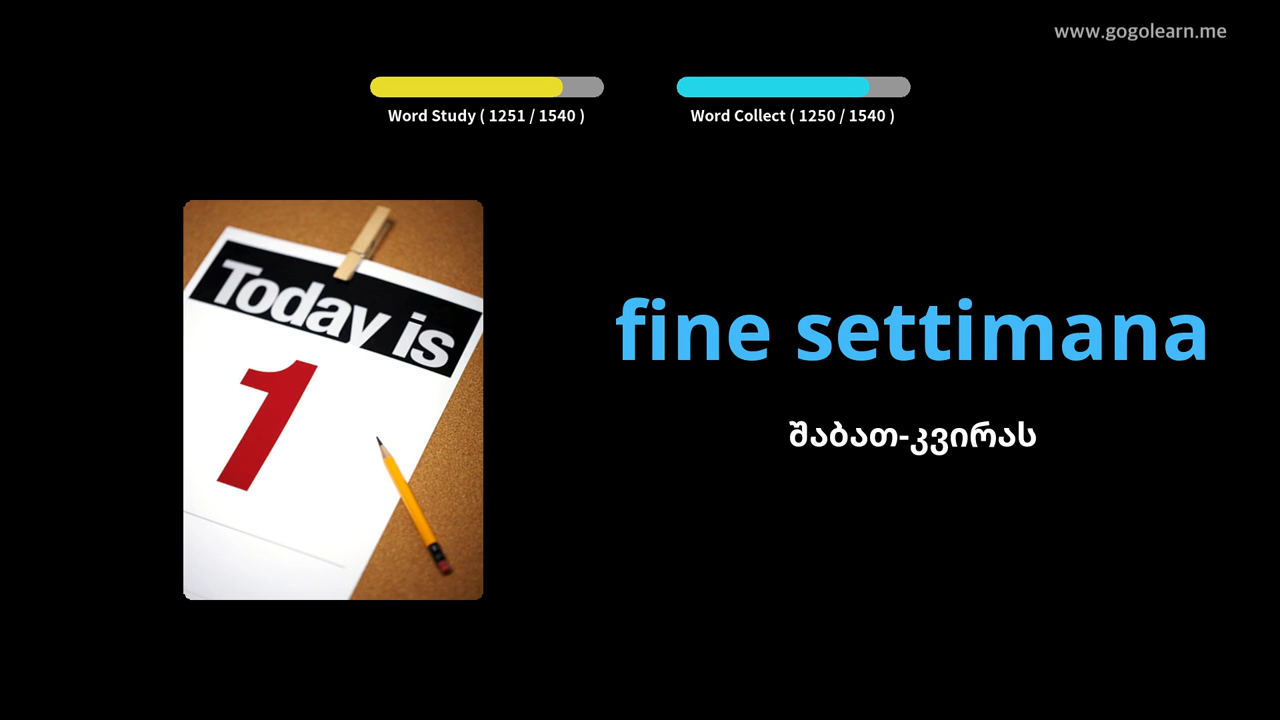 www.gogolearn.me
Word Study ( 1251 / 1540 )
Word Collect ( 1250 / 1540 )
Today is
1
fine settimana
შაბათ-კვირას